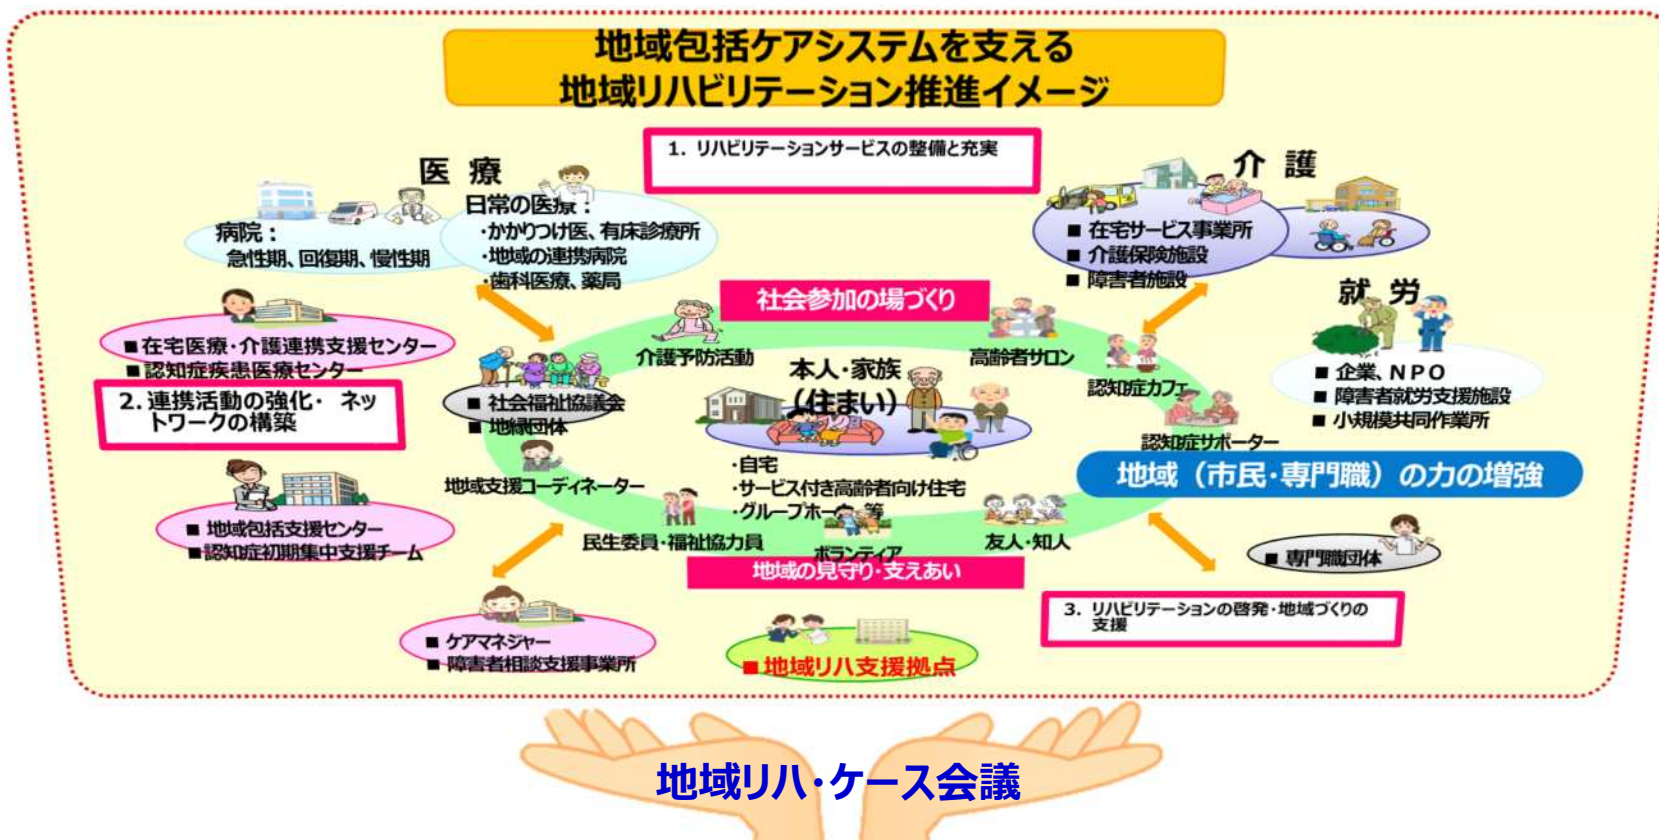 地域包括ケアシステムを支える
地域リハビリテーション推進イメージ
1. リハビリテーションサービスの整備と充実
医 療
病院：
急性期、回復期、慢性期
日常の医療：
・かかりつけ医、有床診療所
・地域の連携病院
・歯科医療、薬局
介 護
■ 在宅サービス事業所
■ 介護保険施設
■ 障害者施設
就 労
■ 企業、ＮＰＯ
■ 障害者就労支援施設
■ 小規模共同作業所
社会参加の場づくり
介護予防活動
高齢者サロン
認知症カフェ
認知症サポーター
■ 在宅医療・介護連携支援センター
■ 認知症疾患医療センター
2. 連携活動の強化・ ネッ
トワークの構築
■ 社会福祉協議会
■ 地縁団体
本人・家族
（住まい）
・自宅
・サービス付き高齢者向け住宅
・グループホーム 等
地域（市民・専門職）の力の増強
地域支援コーディネーター
民生委員・福祉協力員
ボランティア
友人・知人
地域の見守り・支えあい
■ 地域包括支援センター
■ 認知症初期集中支援チーム
■ 専門職団体
3. リハビリテーションの啓発・地域づくりの
支援
■ ケアマネジャー
■ 障害者相談支援事業所
■ 地域リハ支援拠点
地域リハ・ケース会議